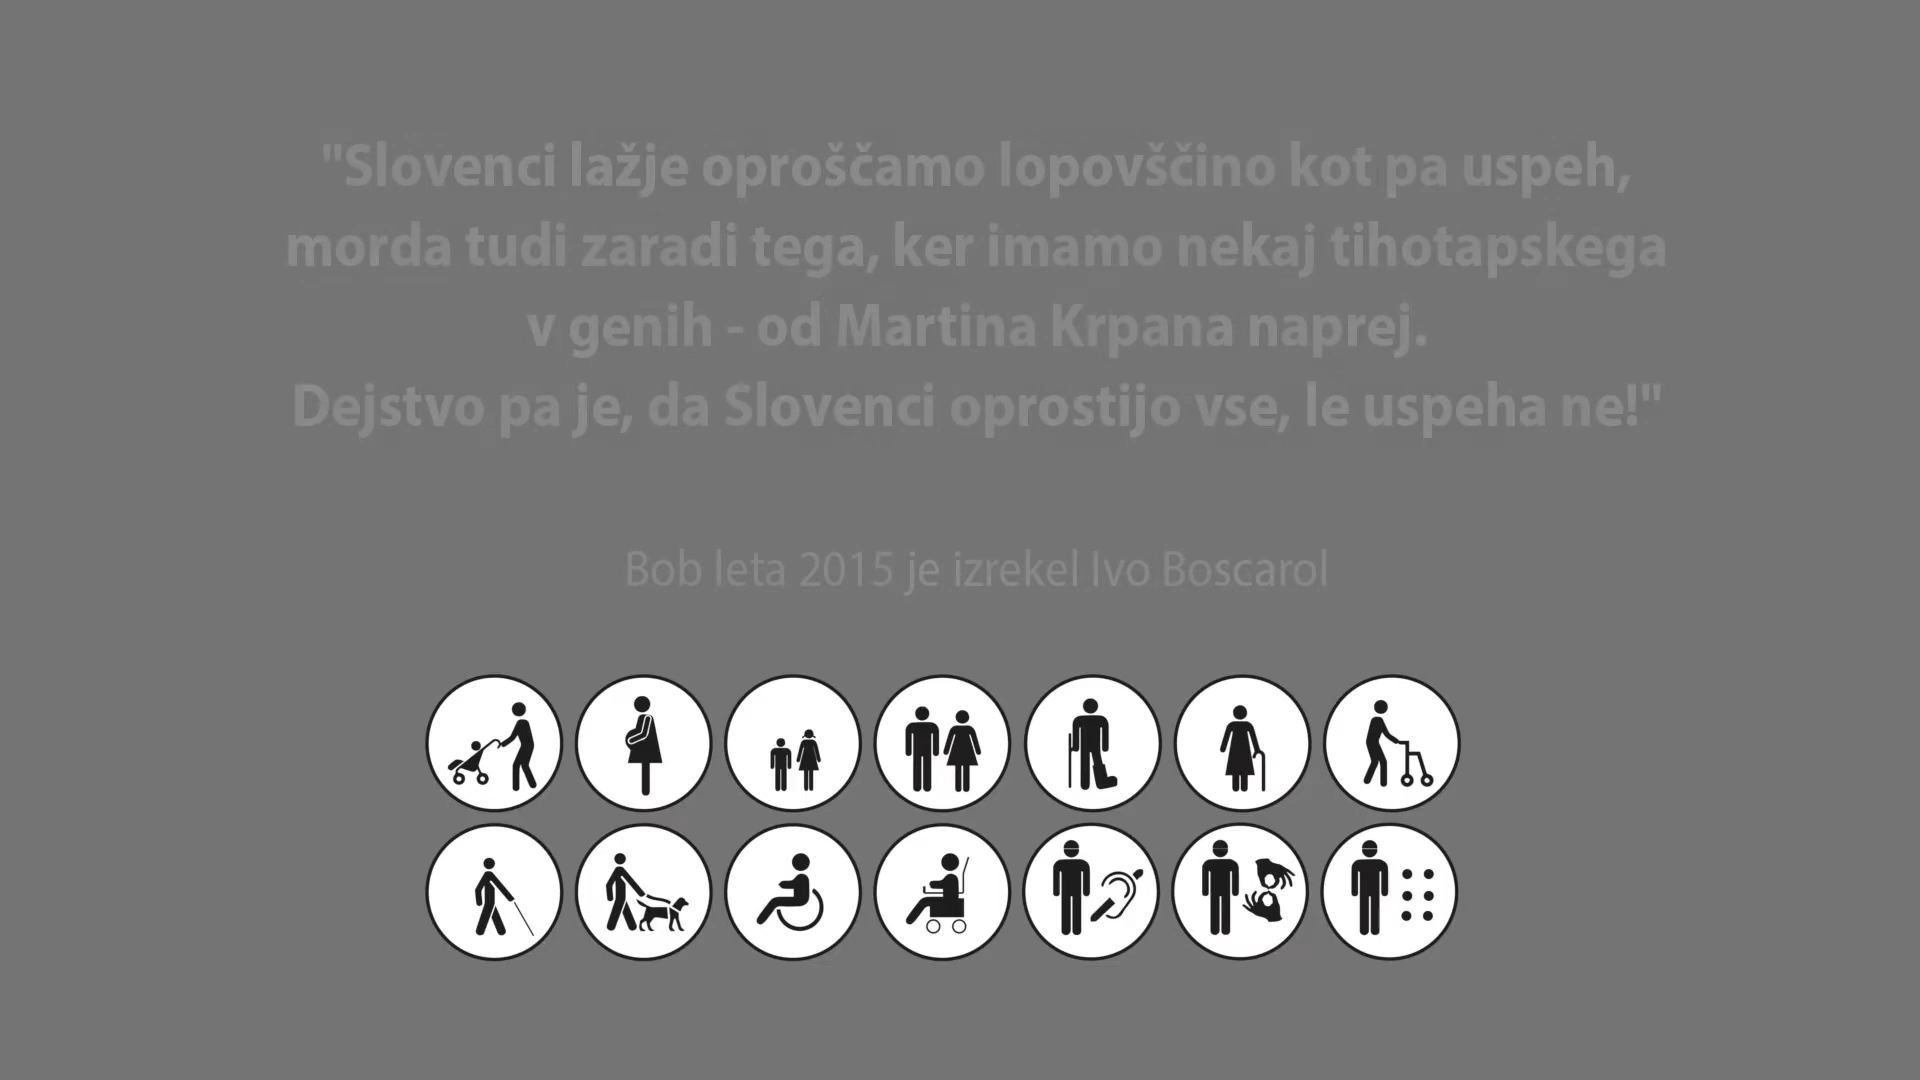 "Slovenci lažje oproščamo lopovščino kot pa uspeh,
morda tudi zaradi tega, ker imamo nekaj tihotapskega
v genih - od Martina Krpana naprej.
Dejstvo pa je, da Slovenci oprostijo vse, le uspeha ne!"
Bob leta 2015 je izrekel Ivo Boscarol